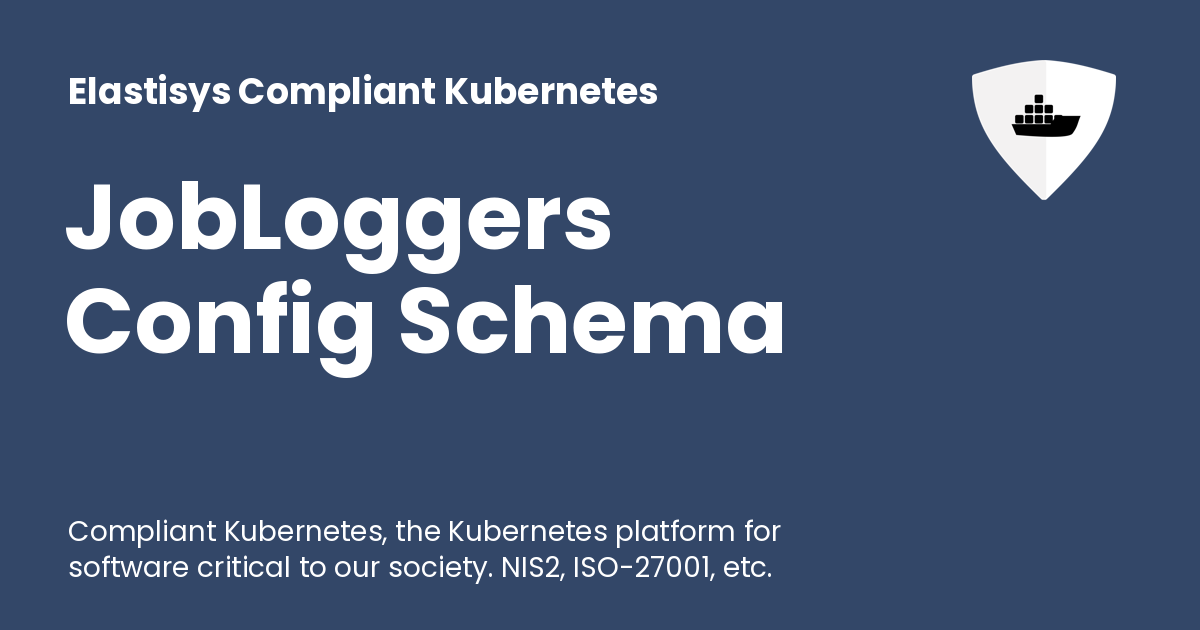 Elastisys Compliant Kubernetes
JobLoggers
Config Schema
Compliant Kubernetes, the Kubernetes platform for
software critical to our society. NIS2, ISO-27001, etc.